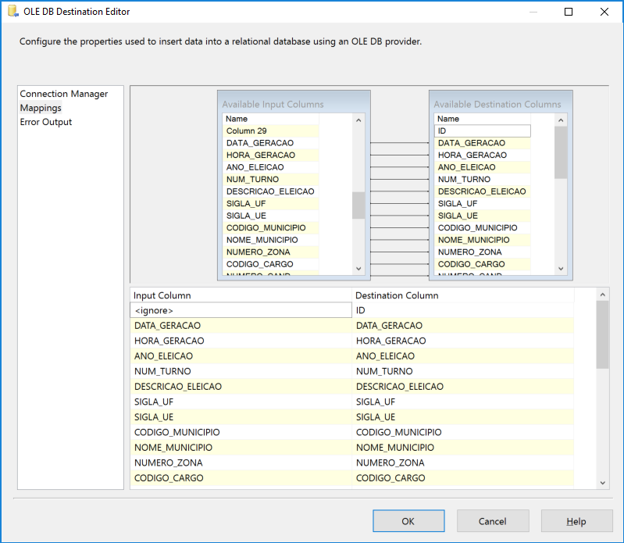 OLE DB Destination Editor
Configure the properties used to insert data into a relational database using an OLE DB provider.
Connection Manager
Mappings
Error Output
Available Input Columns
Name
Column 29
DATA_GERACAO
HORA_GERACAO
ANO_ELEICAO
NUM_TURNO
DESCRICAO_ELEICAO
SIGLA_UF
SIGLA_UE
CODIGO_MUNICIPIO
NOME_MUNICIPIO
NUMERO_ZONA
CODIGO_CARGO
NUMERO_CAND
Available Destination Columns
Name
ID
DATA_GERACAO
HORA_GERACAO
ANO_ELEICAO
NUM_TURNO
DESCRICAO_ELEICAO
SIGLA_UF
SIGLA_UE
CODIGO_MUNICIPIO
NOME_MUNICIPIO
NUMERO_ZONA
CODIGO_CARGO
NUMERO_CAND
Input Column Destination Column
<ignore> ID
DATA_GERACAO DATA_GERACAO
HORA_GERACAO HORA_GERACAO
ANO_ELEICAO ANO_ELEICAO
NUM_TURNO NUM_TURNO
DESCRICAO_ELEICAO DESCRICAO_ELEICAO
SIGLA_UF SIGLA_UF
SIGLA_UE SIGLA_UE
CODIGO_MUNICIPIO CODIGO_MUNICIPIO
NOME_MUNICIPIO NOME_MUNICIPIO
NUMERO_ZONA NUMERO_ZONA
CODIGO_CARGO CODIGO_CARGO
OK Cancel Help